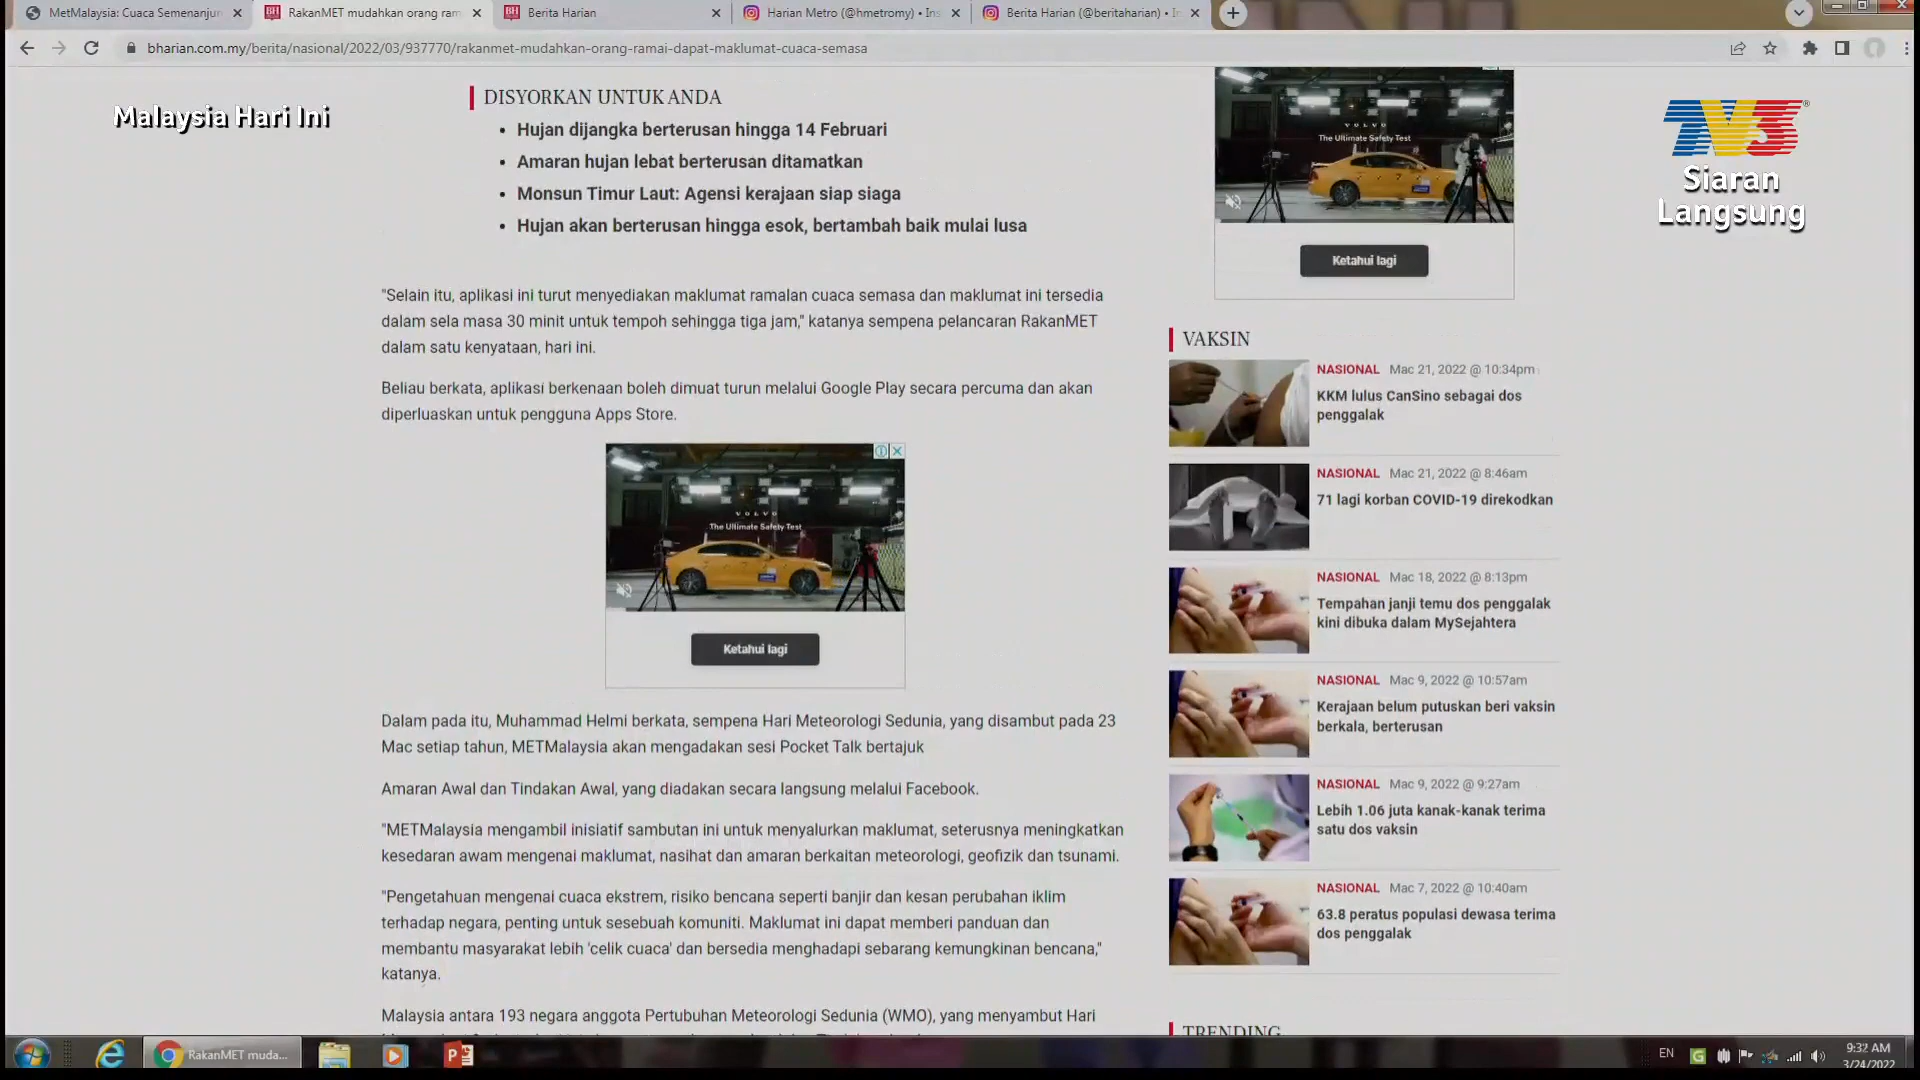 MetMalaysia: Cuaca Semenanjun
RakanMET mudahkan orang ram
Berita Harian
Harian Metro (@hmetromy) • Ins
Berita Harian (@beritaharian) • In
bharian.com.my/berita/nasional/2022/03/937770/rakanmet-mudahkan-orang-ramai-dapat-maklumat-cuaca-semasa
Malaysia Hari Ini
TV3
Siaran
Langsung
DISYORKAN UNTUK ANDA
• Hujan dijangka berterusan hingga 14 Februari
• Amaran hujan lebat berterusan ditamatkan
• Monsun Timur Laut: Agensi kerajaan siap siaga
• Hujan akan berterusan hingga esok, bertambah baik mulai lusa
"Selain itu, aplikasi ini turut menyediakan maklumat ramalan cuaca semasa dan maklumat ini tersedia
dalam sela masa 30 minit untuk tempoh sehingga tiga jam," katanya sempena pelancaran RakanMET
dalam satu kenyataan, hari ini.
Beliau berkata, aplikasi berkenaan boleh dimuat turun melalui Google Play secara percuma dan akan
diperluaskan untuk pengguna Apps Store.
VOLVO
The Ultimate Safety Test
Ketahui lagi
Dalam pada itu, Muhammad Helmi berkata, sempena Hari Meteorologi Sedunia, yang disambut pada 23
Mac setiap tahun, METMalaysia akan mengadakan sesi Pocket Talk bertajuk
Amaran Awal dan Tindakan Awal, yang diadakan secara langsung melalui Facebook.
"METMalaysia mengambil inisiatif sambutan ini untuk menyalurkan maklumat, seterusnya meningkatkan
kesedaran awam mengenai maklumat, nasihat dan amaran berkaitan meteorologi, geofizik dan tsunami.
"Pengetahuan mengenai cuaca ekstrem, risiko bencana seperti banjir dan kesan perubahan iklim
terhadap negara, penting untuk sesebuah komuniti. Maklumat ini dapat memberi panduan dan
membantu masyarakat lebih 'celik cuaca' dan bersedia menghadapi sebarang kemungkinan bencana,"
katanya.
Malaysia antara 193 negara anggota Pertubuhan Meteorologi Sedunia (WMO), yang menyambut Hari
VOLVO
The Ultimate Safety Test
Ketahui lagi
VAKSIN
NASIONAL Mac 21, 2022 @ 10:34pm
KKM lulus CanSino sebagai dos
penggalak
NASIONAL Mac 21, 2022 @ 8:46am
71 lagi korban COVID-19 direkodkan
NASIONAL Mac 18, 2022 @ 8:13pm
Tempahan janji temu dos penggalak
kini dibuka dalam MySejahtera
NASIONAL Mac 9, 2022 @ 10:57am
Kerajaan belum putuskan beri vaksin
berkala, berterusan
NASIONAL Mac 9, 2022 @ 9:27am
Lebih 1.06 juta kanak-kanak terima
satu dos vaksin
NASIONAL Mac 7, 2022 @ 10:40am
63.8 peratus populasi dewasa terima
dos penggalak
TRENDING
RakanMET muda...
EN
9:32 AM
3/24/2022